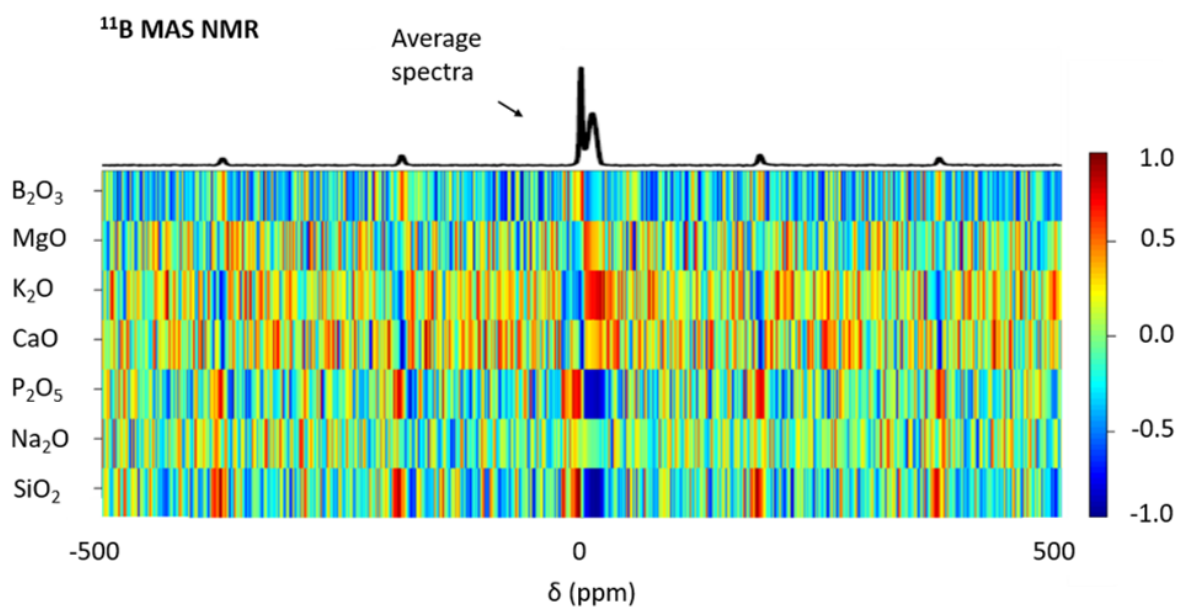 ¹¹B MAS NMR
Average
spectra
B₂O₃
MgO
K₂O
CaO
P₂O₅
Na₂O
SiO₂
1.0
0.5
0.0
-0.5
-1.0
-500
0
500
δ (ppm)